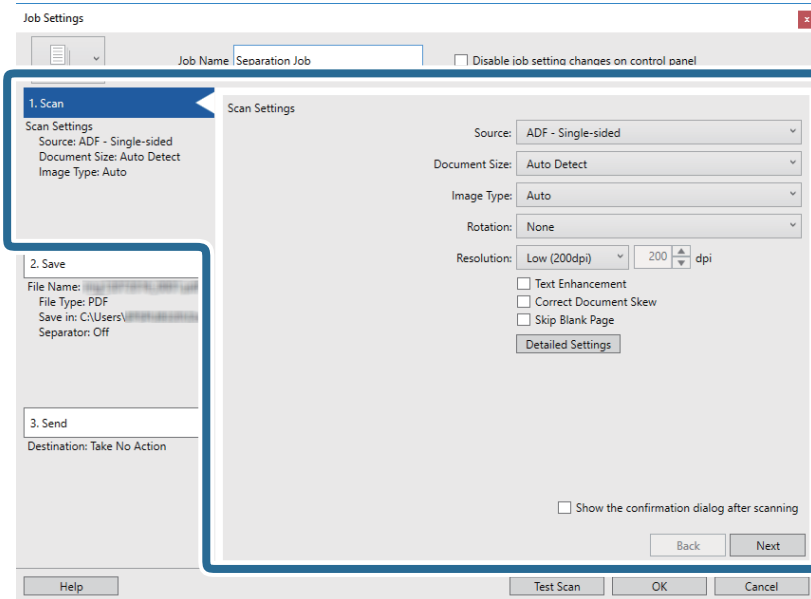 Job Settings
x
Job Name Separation Job Disable job setting changes on control panel
1. Scan
Scan Settings
Source: ADF - Single-sided
Document Size: Auto Detect
Image Type: Auto
2. Save
File Name:
File Type: PDF
Save in: C:\Users\
Separator: Off
3. Send
Destination: Take No Action
Scan Settings
Source: ADF - Single-sided
Document Size: Auto Detect
Image Type: Auto
Rotation: None
Resolution: Low (200dpi) 200 dpi
Text Enhancement
Correct Document Skew
Skip Blank Page
Detailed Settings
Show the confirmation dialog after scanning
Back Next
Help Test Scan OK Cancel